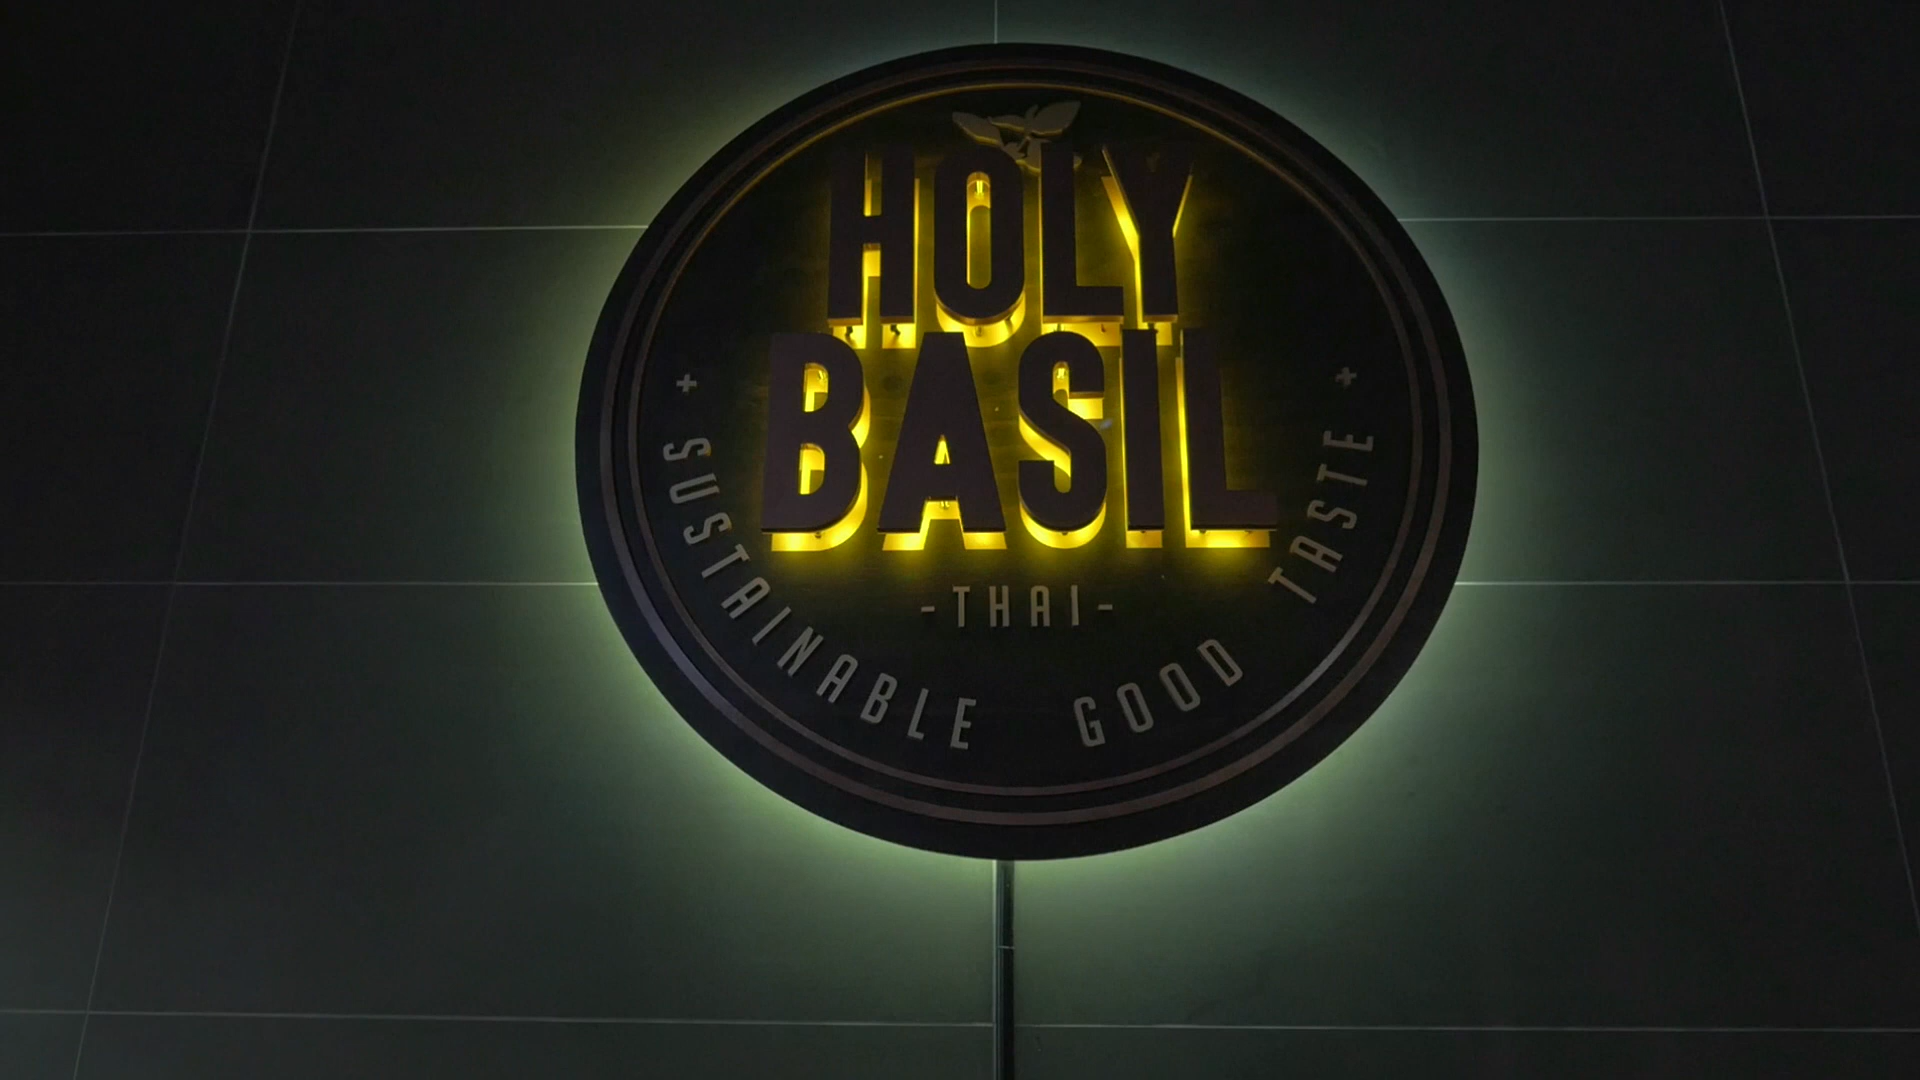 HOLY
BASIL
-THAI-
+ SUSTAINABLE GOOD TASTE +